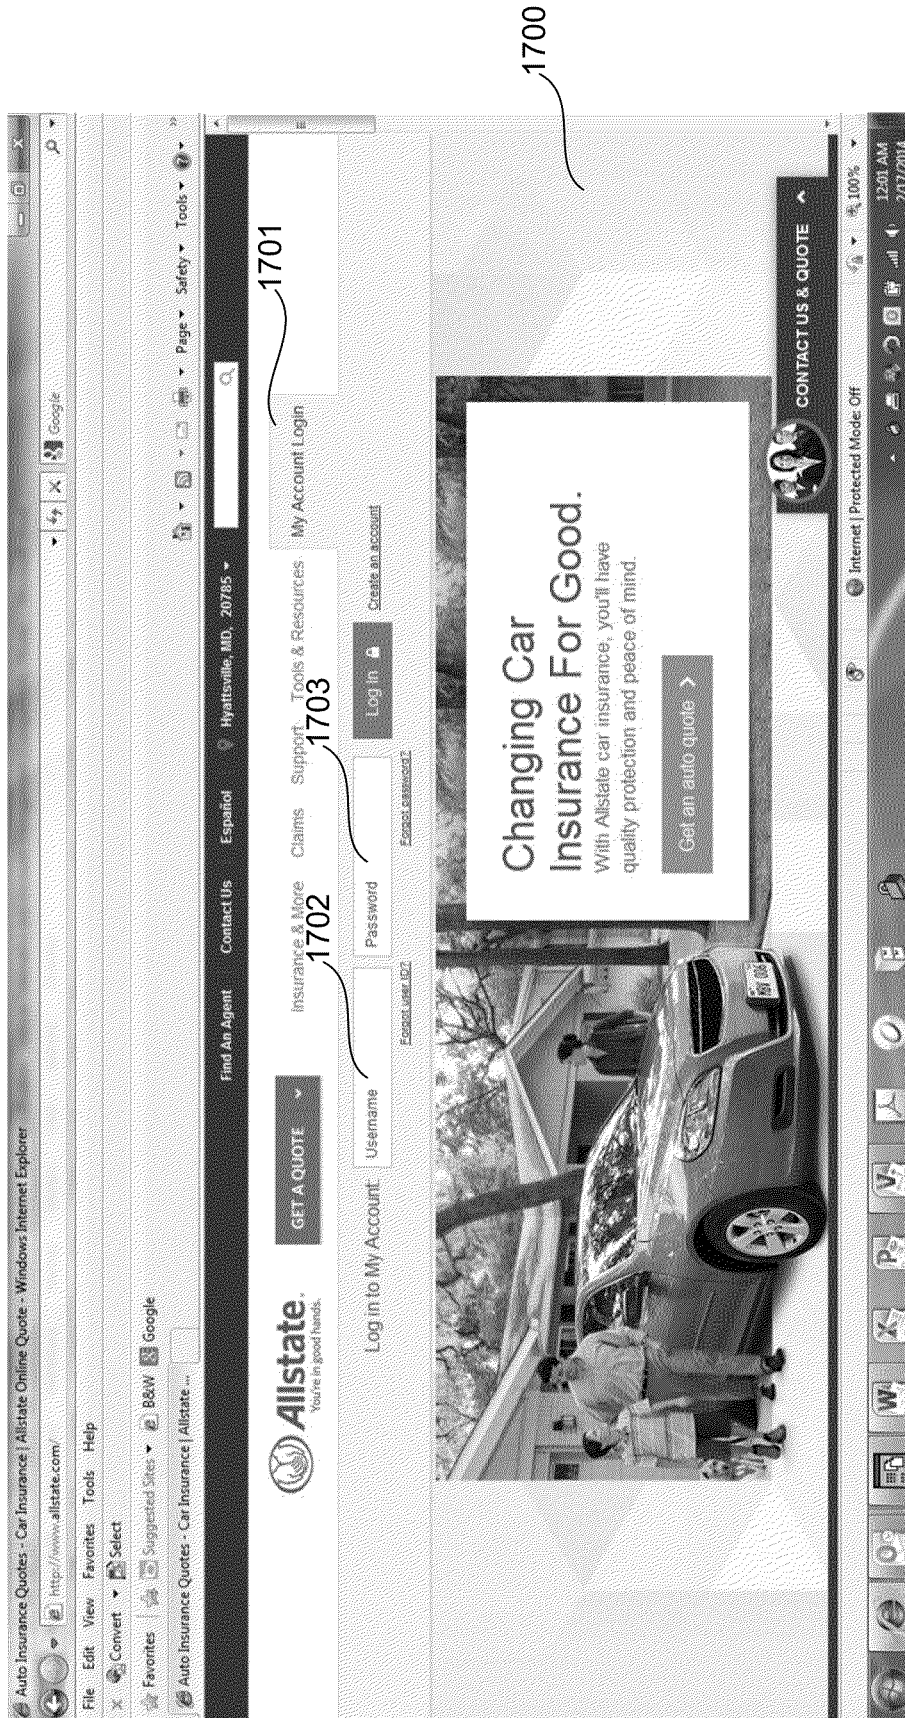 Auto Insurance Quotes - Car Insurance | Allstate Online Quote - Windows Internet Explorer
http://www.allstate.com/
Google
File Edit View Favorites Tools Help
Convert Select
Favorites Suggested Sites B&W Google
Auto Insurance Quotes - Car Insurance | Allstate ...
Page Safety Tools
Find An Agent Contact Us Español Hyattsville, MD, 20785
1701
Allstate.
You're in good hands.
GET A QUOTE
Insurance & More Claims Support Tools & Resources My Account Login
1702
1703
Log in to My Account
Username
Password
Log in
Create an account
Forgot user ID?
Forgot password?
1700
Changing Car
Insurance For Good.
With Allstate car insurance, you'll have
quality protection and peace of mind.
Get an auto quote
CONTACT US & QUOTE
Internet | Protected Mode: Off
100%
12:01 AM
2/17/2014